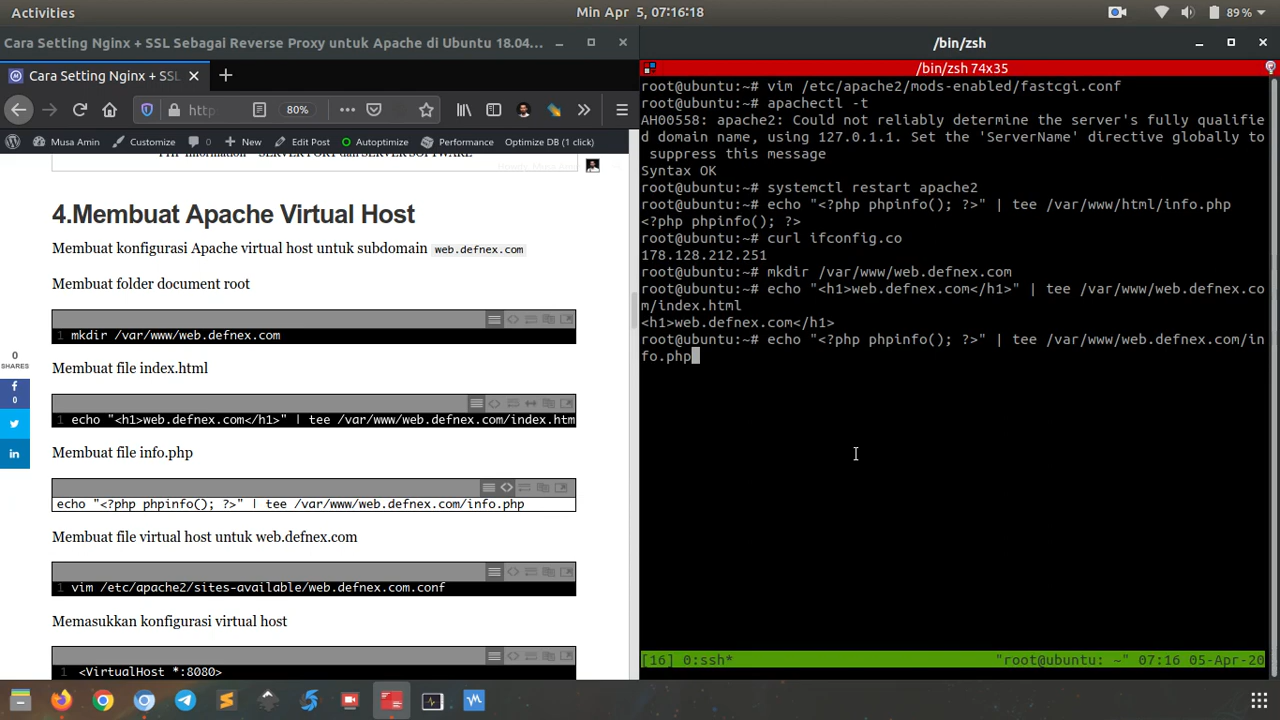 Activities
Min Apr 5, 07:16:18
89 %
Cara Setting Nginx + SSL Sebagai Reverse Proxy untuk Apache di Ubuntu 18.04...
Cara Setting Nginx + SSL
http
80%
Musa Amin
Customize
0
New
Edit Post
Autoptimize
Performance
Optimize DB (1 click)
4.Membuat Apache Virtual Host
Membuat konfigurasi Apache virtual host untuk subdomain web.defnex.com
Membuat folder document root
1 mkdir /var/www/web.defnex.com
0
SHARES
Membuat file index.html
0
1 echo "<h1>web.defnex.com</h1>" | tee /var/www/web.defnex.com/index.htm
Membuat file info.php
echo "<?php phpinfo(); ?>" | tee /var/www/web.defnex.com/info.php
Membuat file virtual host untuk web.defnex.com
1 vim /etc/apache2/sites-available/web.defnex.com.conf
Memasukkan konfigurasi virtual host
1 <VirtualHost *:8080>
/bin/zsh
/bin/zsh 74x35
root@ubuntu:~# vim /etc/apache2/mods-enabled/fastcgi.conf
root@ubuntu:~# apachectl -t
AH00558: apache2: Could not reliably determine the server's fully qualifie
d domain name, using 127.0.1.1. Set the 'ServerName' directive globally to
suppress this message
Syntax OK
root@ubuntu:~# systemctl restart apache2
root@ubuntu:~# echo "<?php phpinfo(); ?>" | tee /var/www/html/info.php
<?php phpinfo(); ?>
root@ubuntu:~# curl ifconfig.co
178.128.212.251
root@ubuntu:~# mkdir /var/www/web.defnex.com
root@ubuntu:~# echo "<h1>web.defnex.com</h1>" | tee /var/www/web.defnex.co
m/index.html
<h1>web.defnex.com</h1>
root@ubuntu:~# echo "<?php phpinfo(); ?>" | tee /var/www/web.defnex.com/in
fo.php
[16] 0:ssh*
"root@ubuntu: ~" 07:16 05-Apr-20